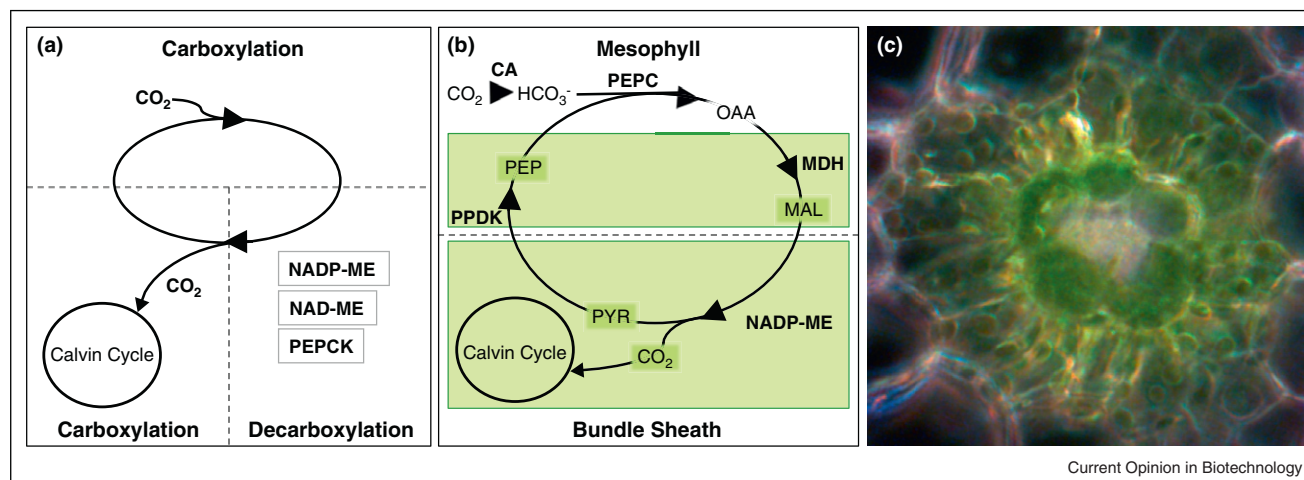 (a)
Carboxylation
CO2
CO2
NADP-ME
NAD-ME
PEPCK
Calvin Cycle
Carboxylation
Decarboxylation
(b)
Mesophyll
CA
PEPC
CO2
HCO3-
OAA
PEP
MDH
PPDK
MAL
PYR
NADP-ME
Calvin Cycle
CO2
Bundle Sheath
(c)
Current Opinion in Biotechnology